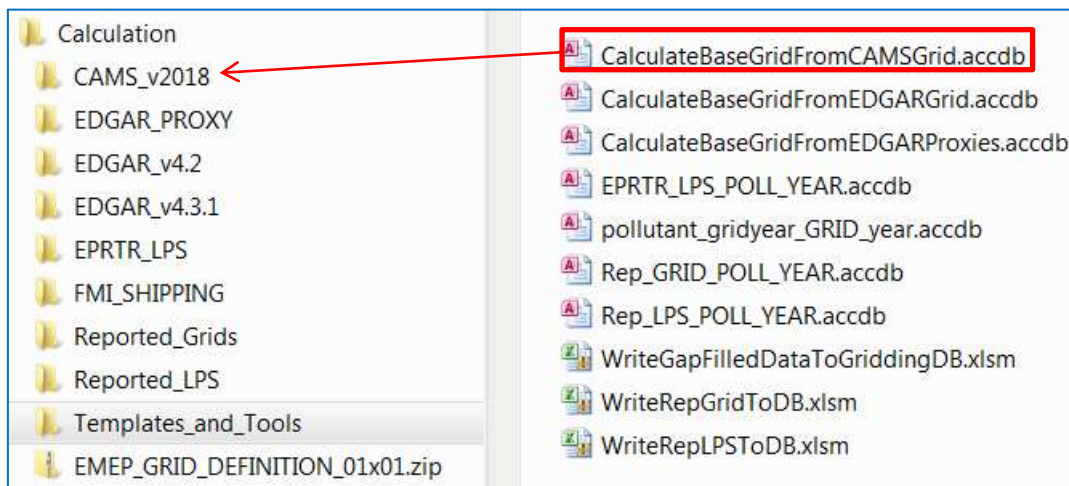 Calculation
CAMS_v2018
EDGAR_PROXY
EDGAR_v4.2
EDGAR_v4.3.1
EPRTR_LPS
FMI_SHIPPING
Reported_Grids
Reported_LPS
Templates_and_Tools
EMEP_GRID_DEFINITION_01x01.zip
CalculateBaseGridFromCAMSGrid.accdb
CalculateBaseGridFromEDGARGrid.accdb
CalculateBaseGridFromEDGARProxies.accdb
EPRTR_LPS_POLL_YEAR.accdb
pollutant_gridyear_GRID_year.accdb
Rep_GRID_POLL_YEAR.accdb
Rep_LPS_POLL_YEAR.accdb
WriteGapFilledDataToGriddingDB.xlsm
WriteRepGridToDB.xlsm
WriteRepLPSToDB.xlsm